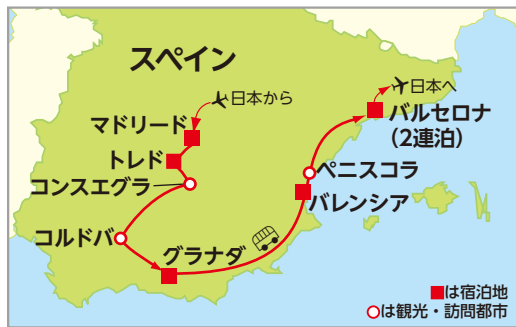 スペイン
日本から
マドリード
トレド
コンスエグラ
コルドバ
グラナダ
日本へ
バルセロナ
(2連泊)
ペニスコラ
バレンシア
■は宿泊地
○は観光・訪問都市